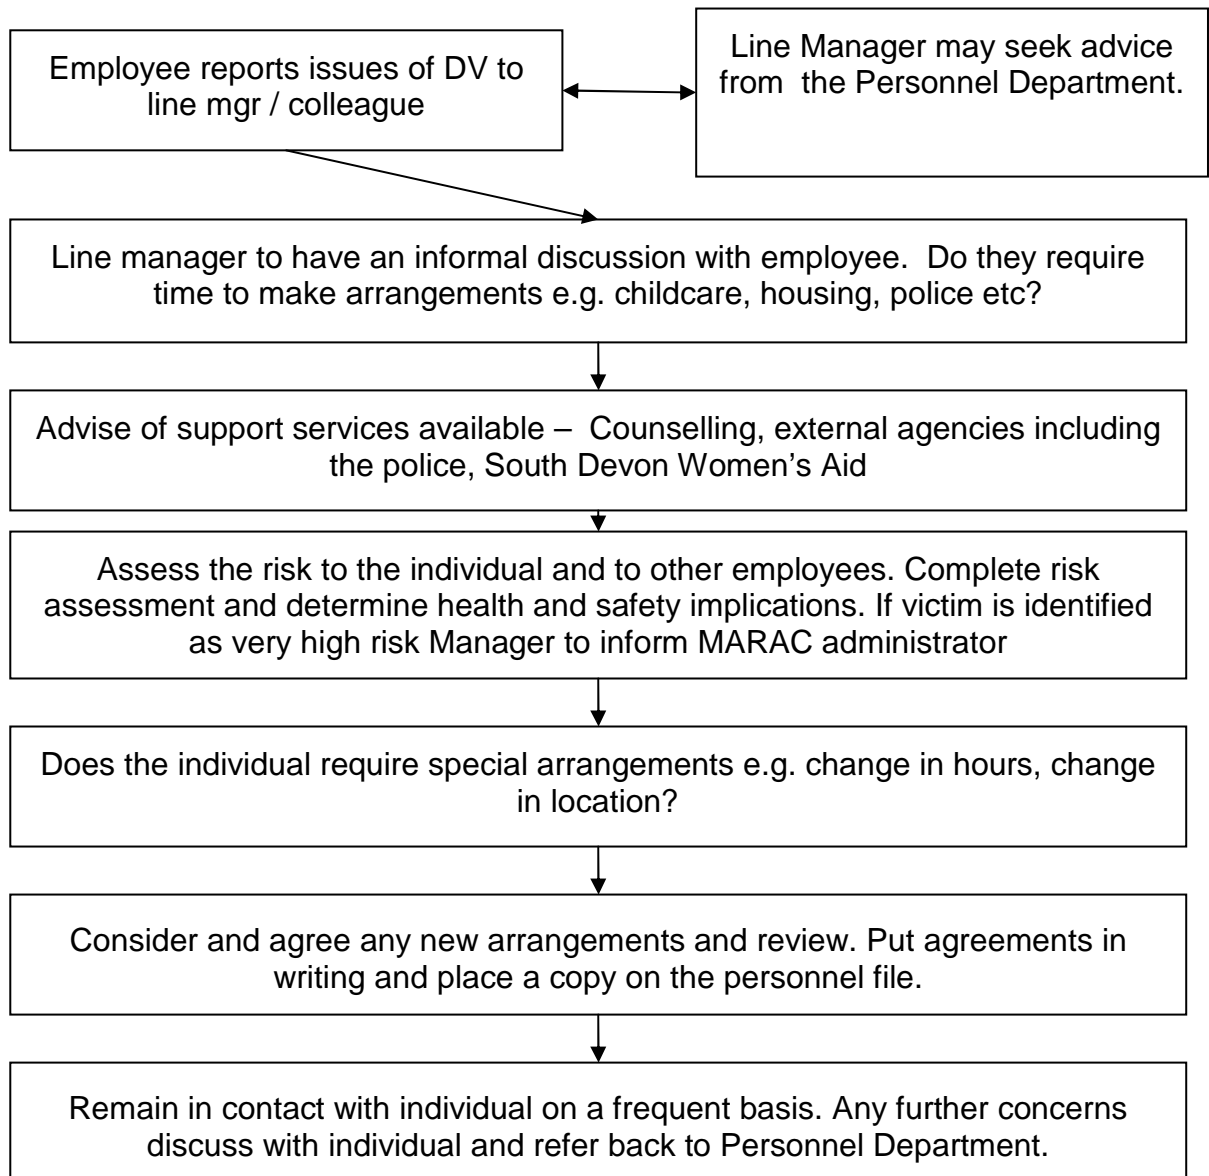 Employee reports issues of DV to
line mgr / colleague
Line Manager may seek advice
from  the Personnel Department.
Line manager to have an informal discussion with employee.  Do they require
time to make arrangements e.g. childcare, housing, police etc?
Advise of support services available –  Counselling, external agencies including
the police, South Devon Women’s Aid
Assess the risk to the individual and to other employees. Complete risk
assessment and determine health and safety implications. If victim is identified
as very high risk Manager to inform MARAC administrator
Does the individual require special arrangements e.g. change in hours, change
in location?
Consider and agree any new arrangements and review. Put agreements in
writing and place a copy on the personnel file.
Remain in contact with individual on a frequent basis. Any further concerns
discuss with individual and refer back to Personnel Department.